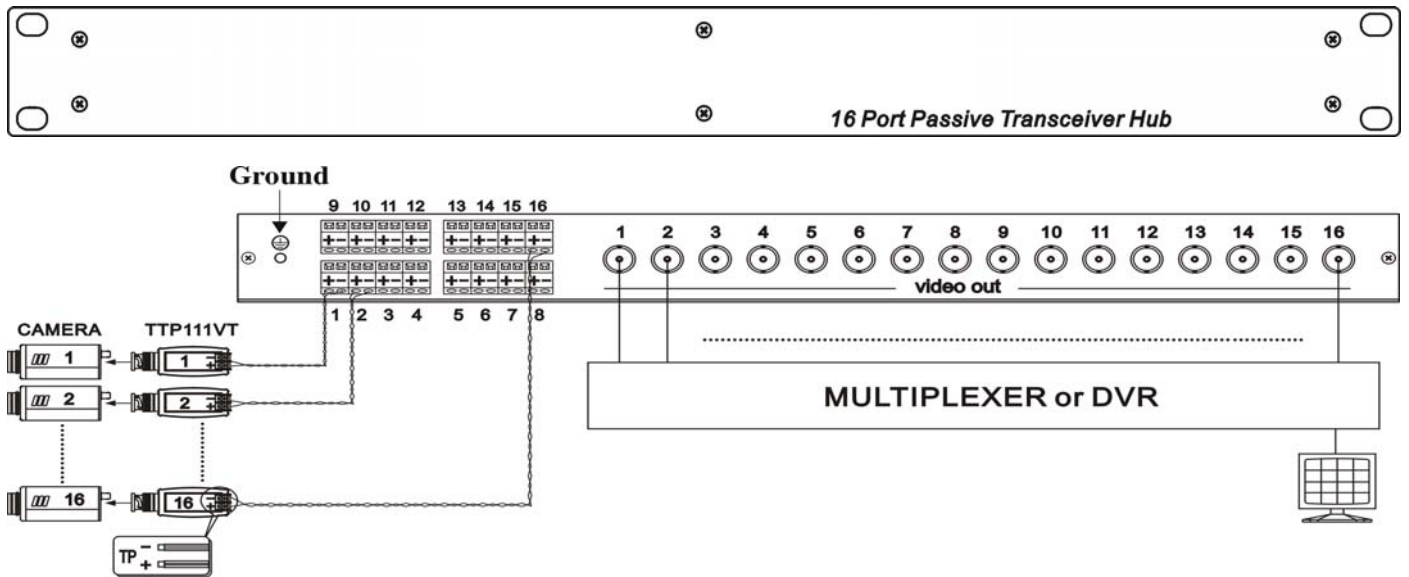 16 Port Passive Transceiver Hub
Ground
9 10 11 12 13 14 15 16
+ - + - + - + - + - + - + - + -
+ - + - + - + - + - + - + - + -
1 2 3 4 5 6 7 8
1 2 3 4 5 6 7 8 9 10 11 12 13 14 15 16
video out
CAMERA TTP111VT
1 1 - +
2 2 - +
16 16 - +
TP - +
MULTIPLEXER or DVR